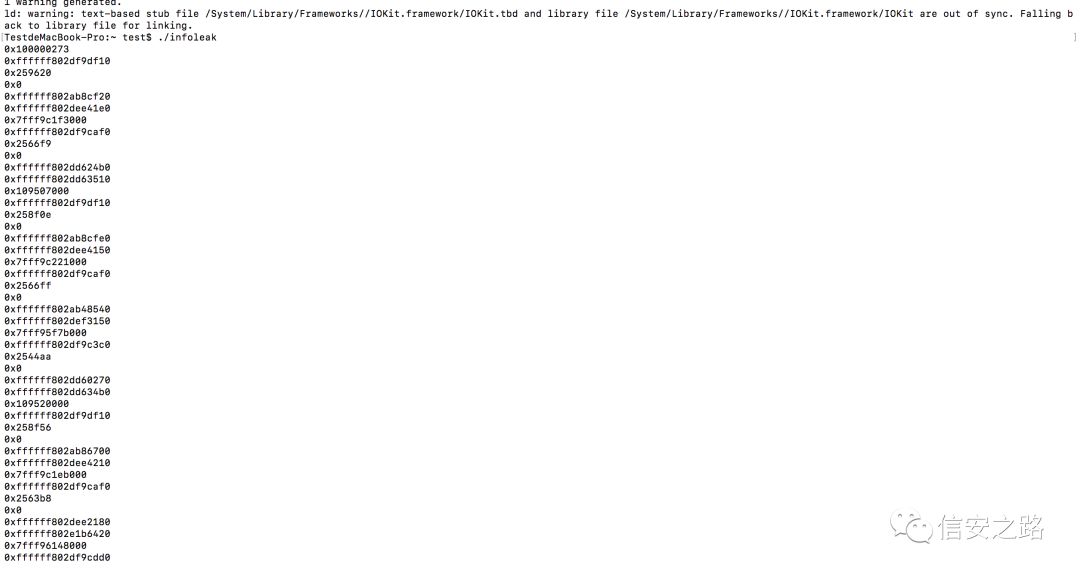 1 warning generated.
ld: warning: text-based stub file /System/Library/Frameworks//IOKit.framework/IOKit.tbd and library file /System/Library/Frameworks//IOKit.framework/IOKit are out of sync. Falling b
ack to library file for linking.
[TestdeMacBook-Pro:~ test$ ./infoleak ]
0x100000273
0xffffff802df9df10
0x259620
0x0
0xffffff802ab8cf20
0xffffff802dee41e0
0x7fff9c1f3000
0xffffff802df9caf0
0x2566f9
0x0
0xffffff802dd624b0
0xffffff802dd63510
0x109507000
0xffffff802df9df10
0x258f0e
0x0
0xffffff802ab8cfe0
0xffffff802dee4150
0x7fff9c221000
0xffffff802df9caf0
0x2566ff
0x0
0xffffff802ab48540
0xffffff802def3150
0x7fff95f7b000
0xffffff802df9c3c0
0x2544aa
0x0
0xffffff802dd60270
0xffffff802dd634b0
0x109520000
0xffffff802df9df10
0x258f56
0x0
0xffffff802ab86700
0xffffff802dee4210
0x7fff9c1eb000
0xffffff802df9caf0
0x2563b8
0x0
0xffffff802dee2180
0xffffff802e1b6420
0x7fff96148000
0xffffff802df9cdd0
信安之路